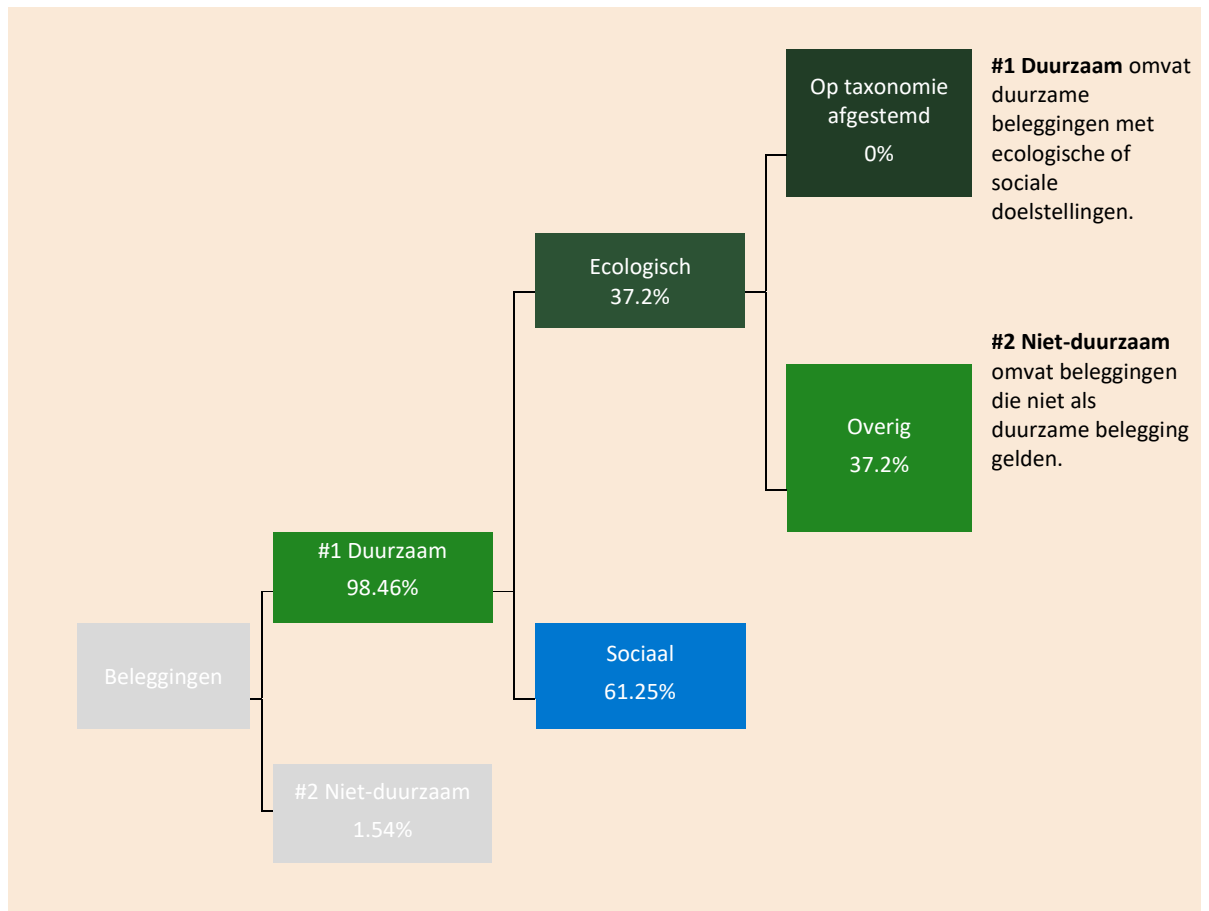 Op taxonomie
afgestemd
0%
#1 Duurzaam omvat
duurzame
beleggingen met
ecologische of
sociale
doelstellingen.
Ecologisch
37.2%
#2 Niet-duurzaam
omvat beleggingen
die niet als
duurzame belegging
gelden.
Overig
37.2%
#1 Duurzaam
98.46%
Beleggingen
Sociaal
61.25%
#2 Niet-duurzaam
1.54%